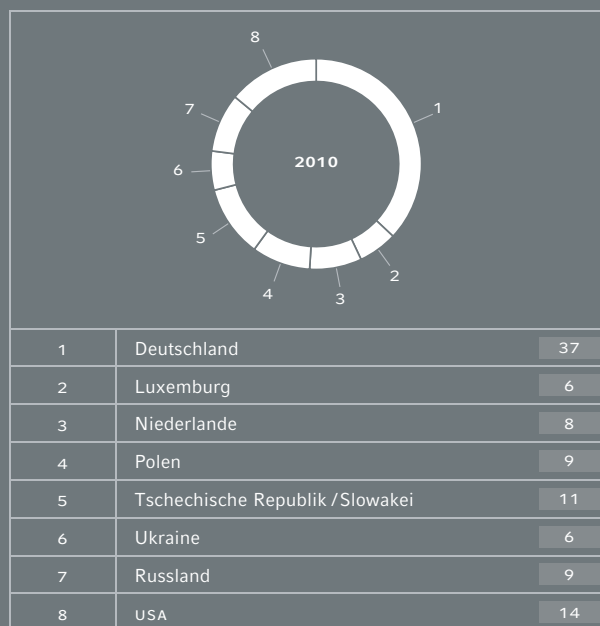 8
1
7
2010
6
5
2
4
3
1 Deutschland 37
2 Luxemburg 6
3 Niederlande 8
4 Polen 9
5 Tschechische Republik / Slowakei 11
6 Ukraine 6
7 Russland 9
8 USA 14